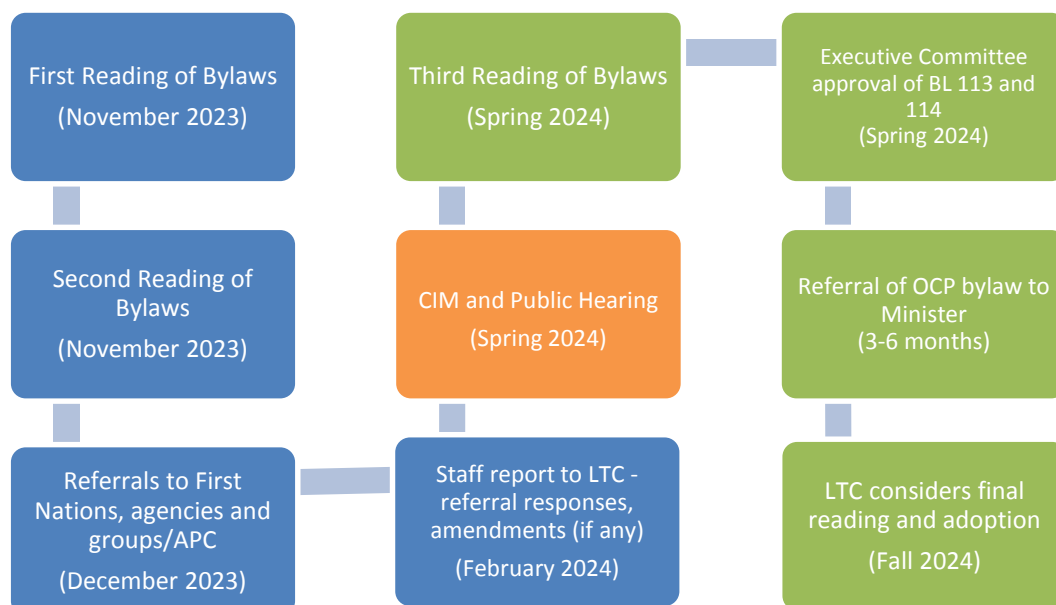 First Reading of Bylaws
(November 2023)
Second Reading of
Bylaws
(November 2023)
Referrals to First
Nations, agencies and
groups/APC
(December 2023)
Staff report to LTC -
referral responses,
amendments (if any)
(February 2024)
CIM and Public Hearing
(Spring 2024)
Third Reading of Bylaws
(Spring 2024)
Executive Committee
approval of BL 113 and
114
(Spring 2024)
Referral of OCP bylaw to
Minister
(3-6 months)
LTC considers final
reading and adoption
(Fall 2024)